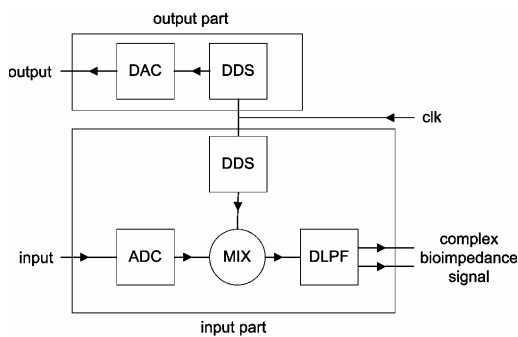 output part
output
DAC
DDS
clk
DDS
input
ADC
MIX
DLPF
complex
bioimpedance
signal
input part